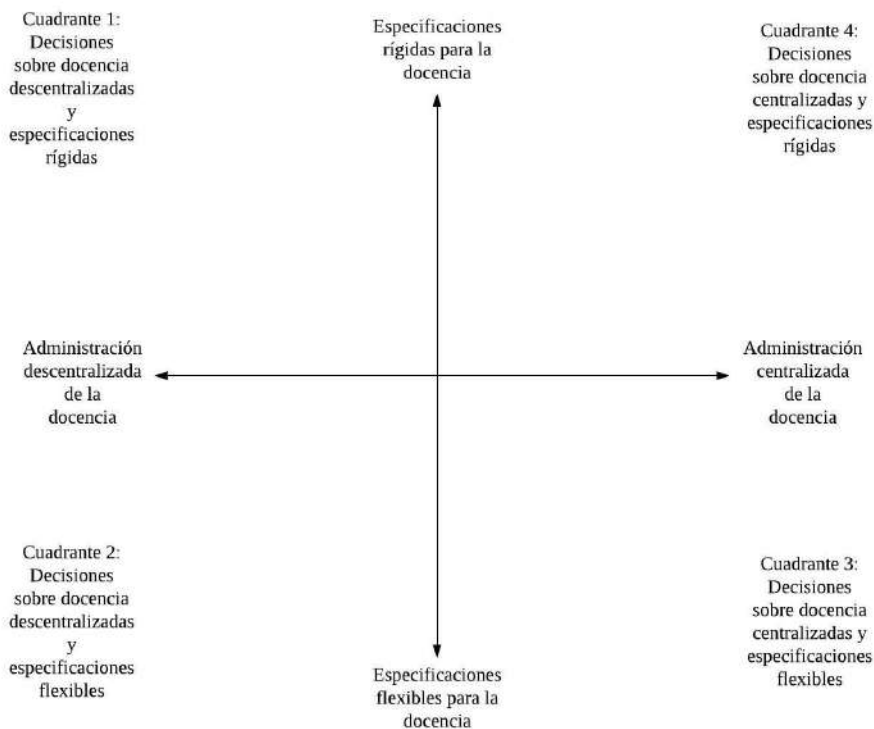 Cuadrante 1:
Decisiones
sobre docencia
descentralizadas
y
especificaciones
rígidas
Especificaciones
rígidas para la
docencia
Cuadrante 4:
Decisiones
sobre docencia
centralizadas y
especificaciones
rígidas
Administración
descentralizada
de la
docencia
Administración
centralizada
de la
docencia
Cuadrante 2:
Decisiones
sobre docencia
descentralizadas
y
especificaciones
flexibles
Especificaciones
flexibles para la
docencia
Cuadrante 3:
Decisiones
sobre docencia
centralizadas y
especificaciones
flexibles